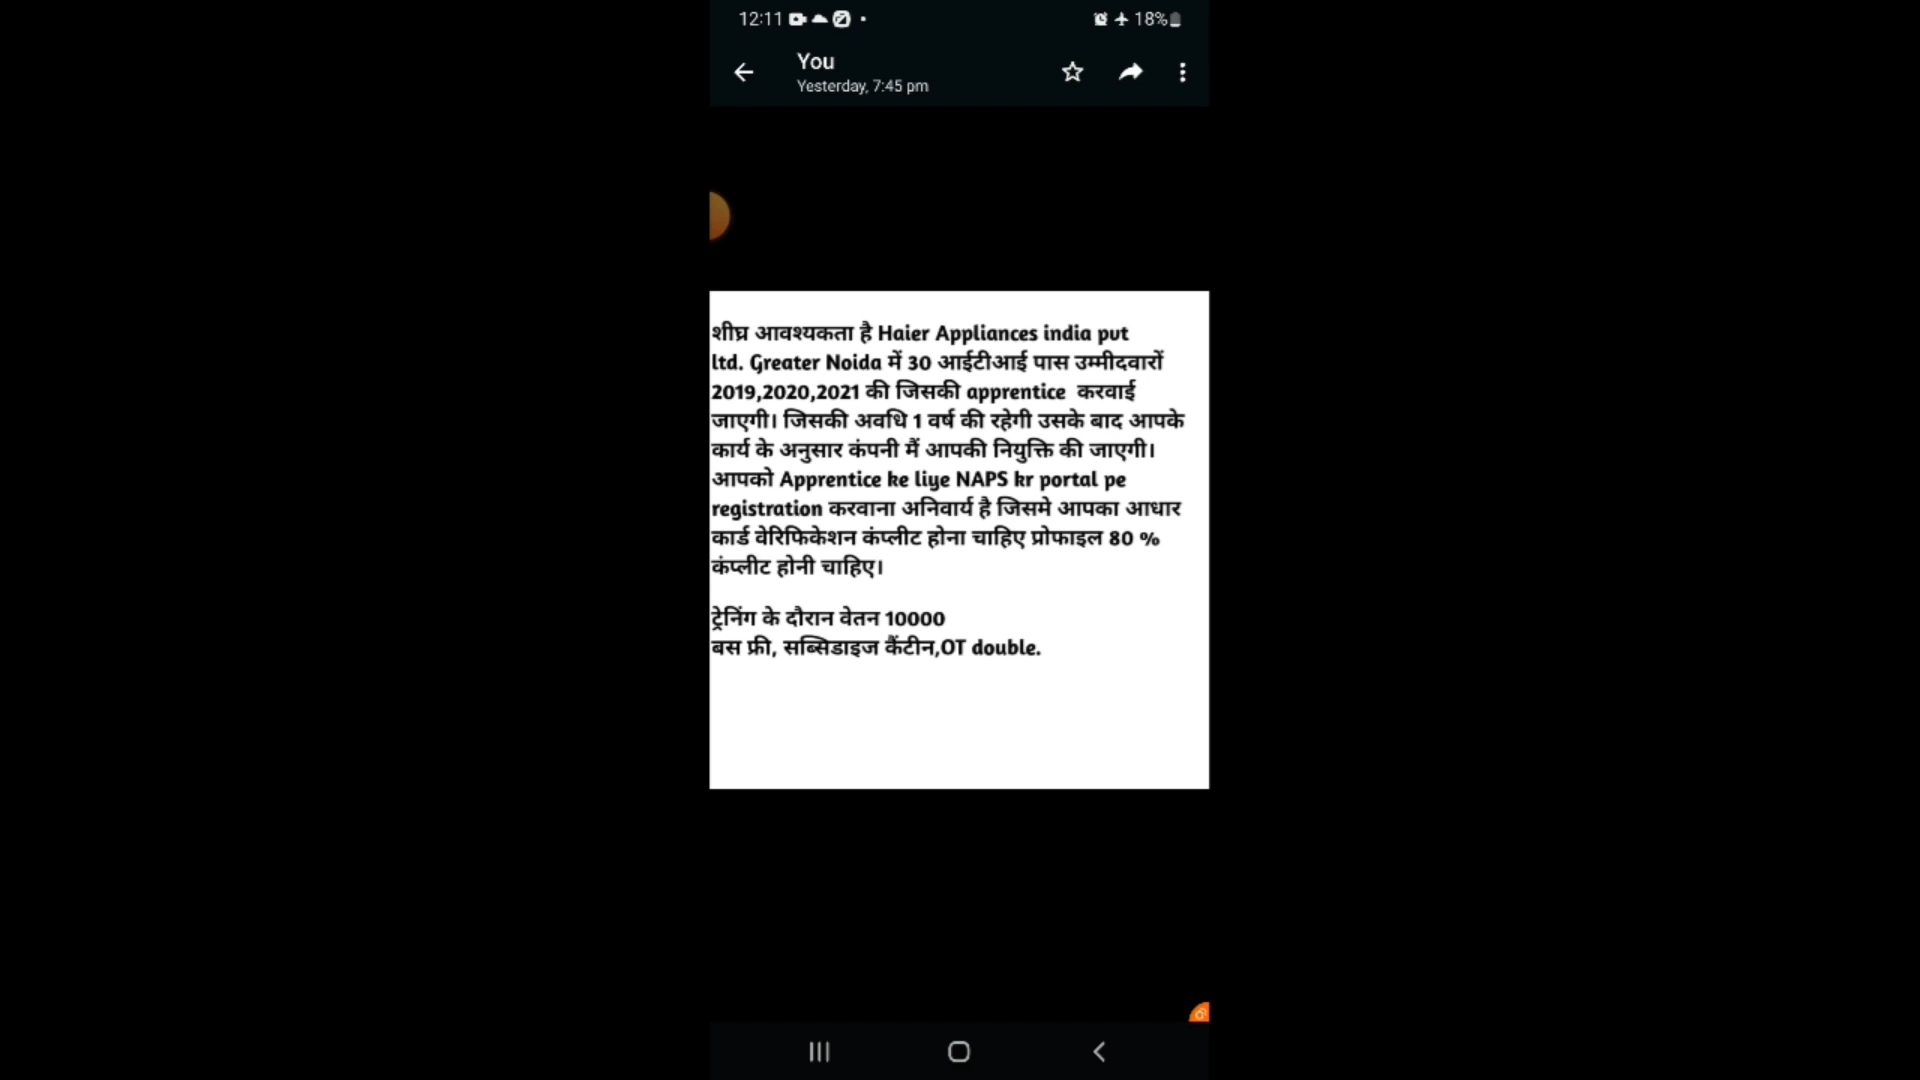 12:11
18%
You
Yesterday, 7:45 pm
शीघ्र आवश्यकता है Haier Appliances india pvt
ltd. Greater Noida में 30 आईटीआई पास उम्मीदवारों
2019,2020,2021 की जिसकी apprentice करवाई
जाएगी। जिसकी अवधि 1 वर्ष की रहेगी उसके बाद आपके
कार्य के अनुसार कंपनी मैं आपकी नियुक्ति की जाएगी।
आपको Apprentice ke liye NAPS kr portal pe
registration करवाना अनिवार्य है जिसमे आपका आधार
कार्ड वेरिफिकेशन कंप्लीट होना चाहिए प्रोफाइल 80 %
कंप्लीट होनी चाहिए।
ट्रेनिंग के दौरान वेतन 10000
बस फ्री, सब्सिडाइज कैंटीन,OT double.